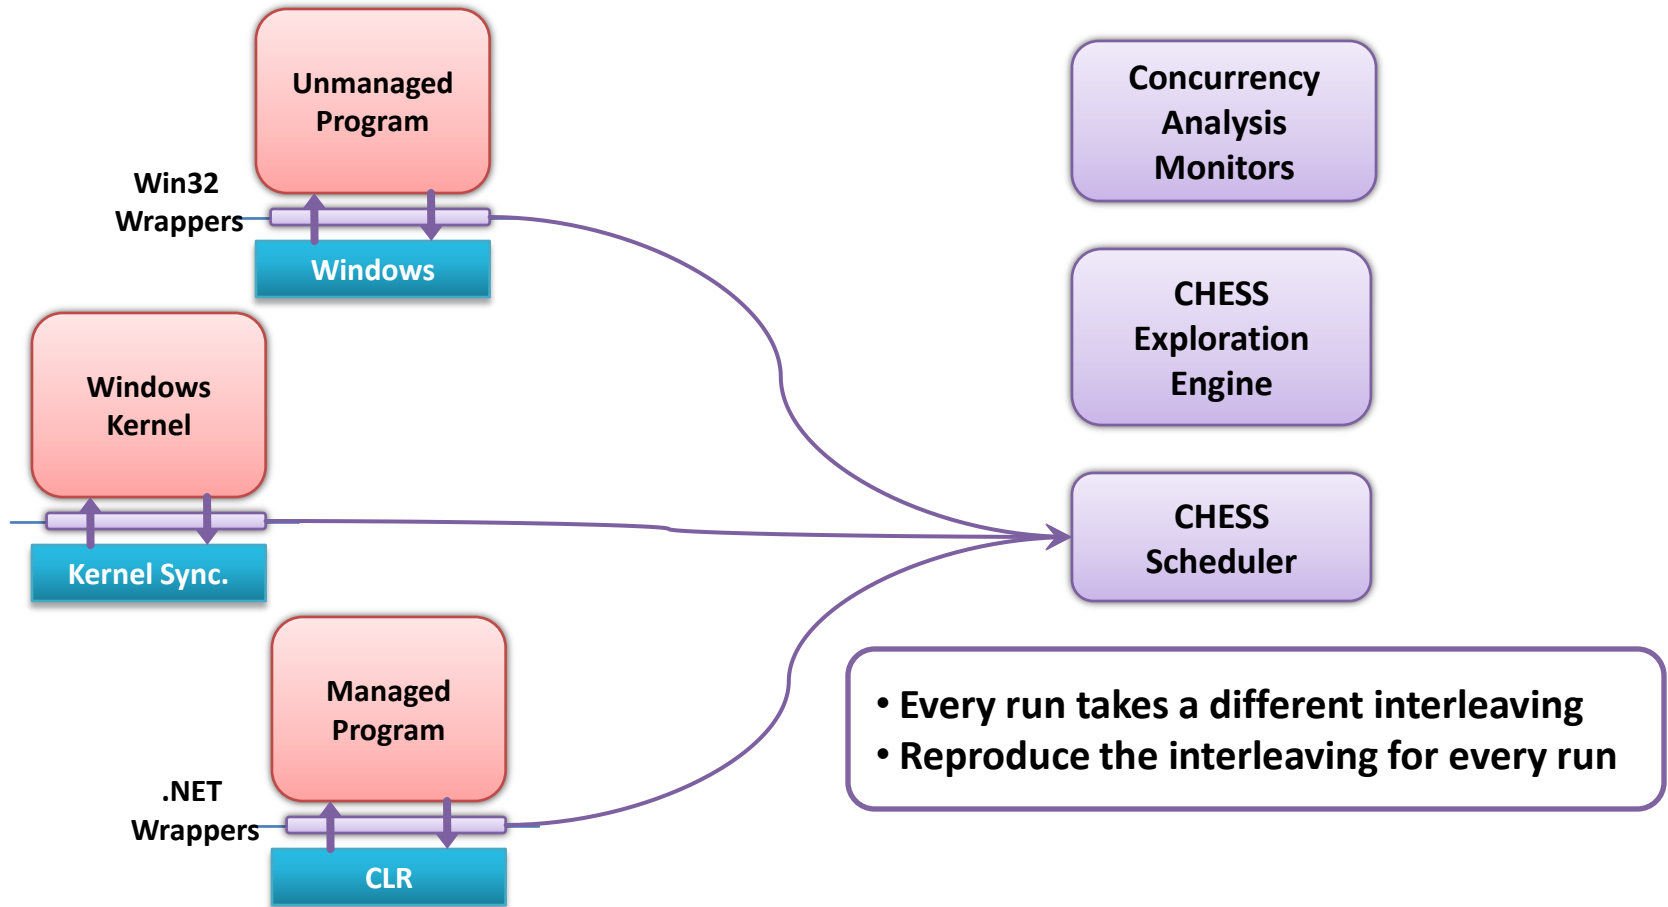 Unmanaged
Program
Win32
Wrappers
Windows
Windows
Kernel
Kernel Sync.
Managed
Program
.NET
Wrappers
CLR
Concurrency
Analysis
Monitors
CHESS
Exploration
Engine
CHESS
Scheduler
• Every run takes a different interleaving
• Reproduce the interleaving for every run